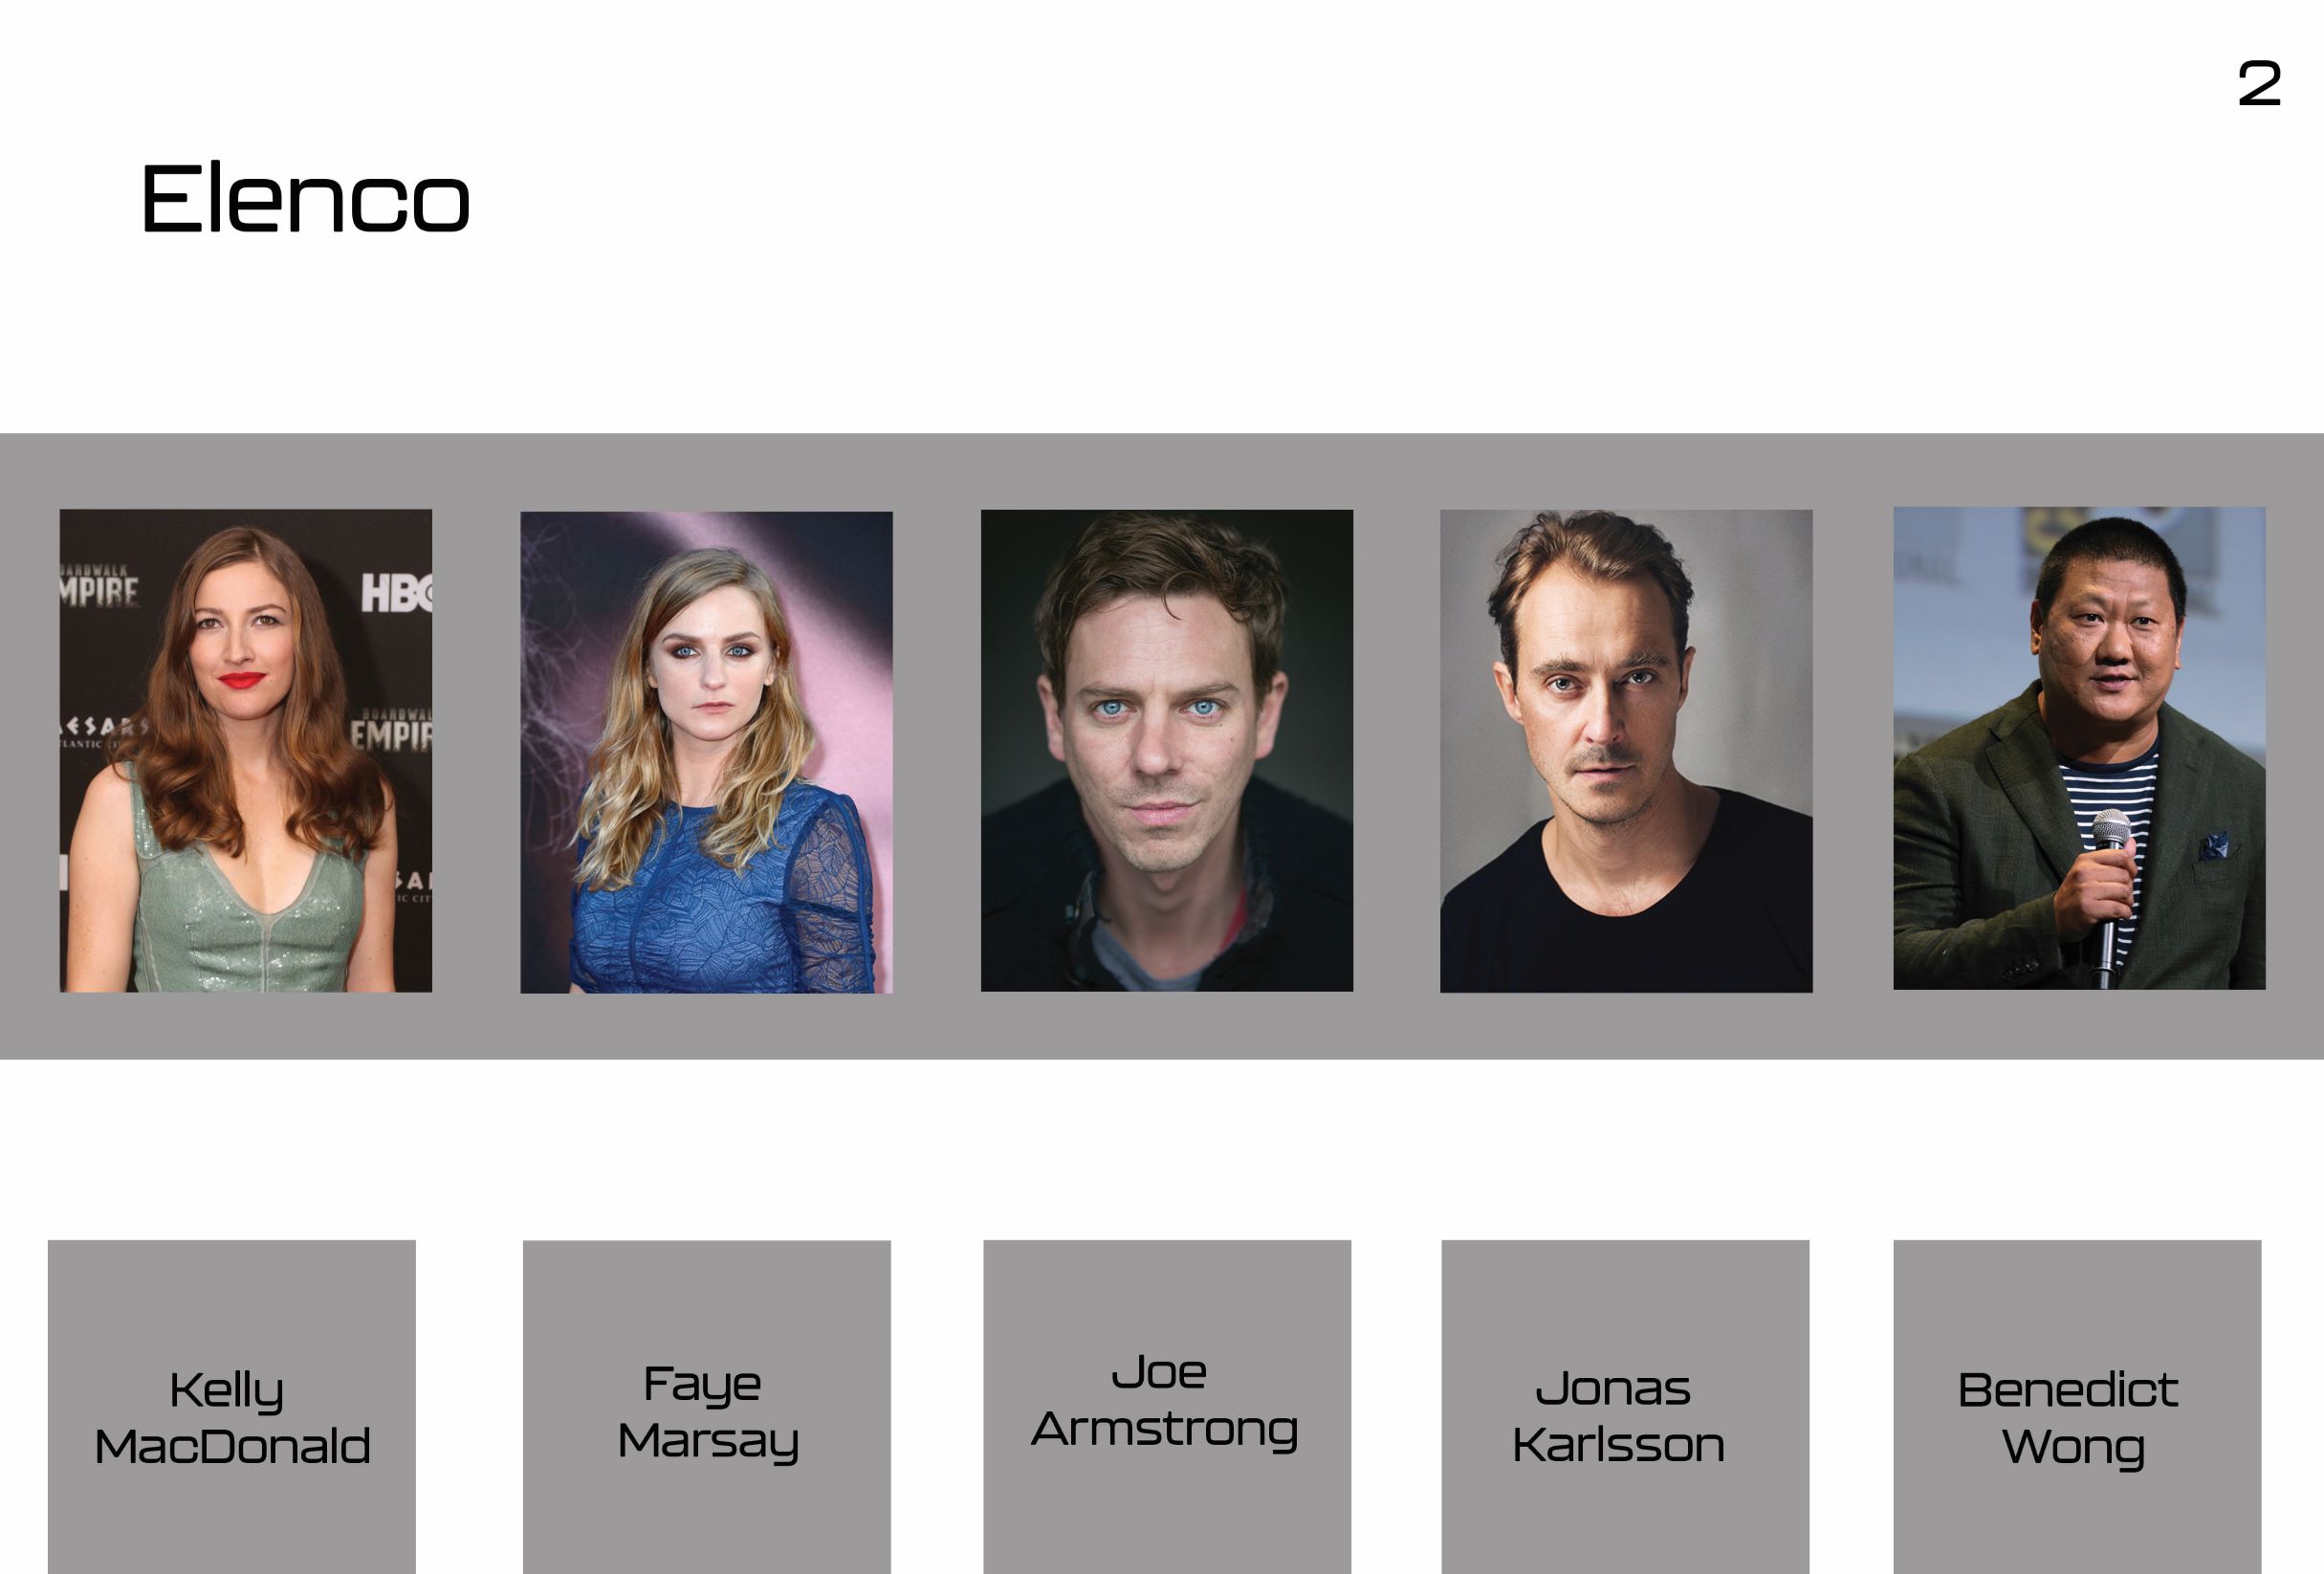 2
Elenco
BOARDWALK
EMPIRE
HBO
CAESARS
ATLANTIC CITY
BOARDWALK
EMPIRE
Kelly
MacDonald
Faye
Marsay
Joe
Armstrong
Jonas
Karlsson
Benedict
Wong